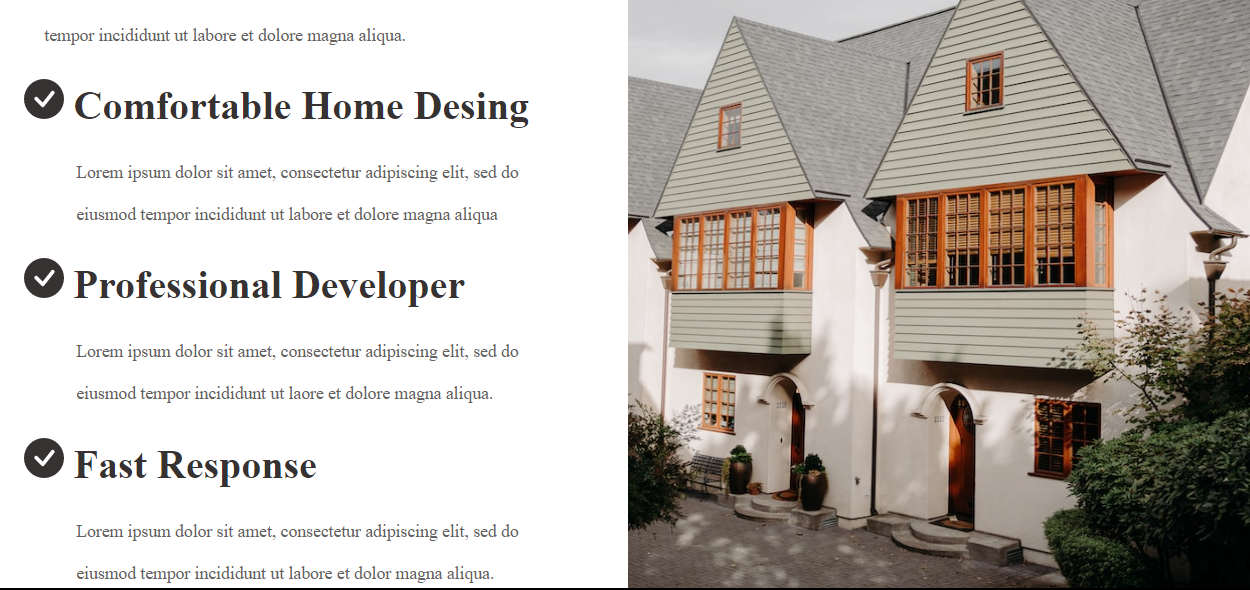 tempor incididunt ut labore et dolore magna aliqua.
Comfortable Home Desing
Lorem ipsum dolor sit amet, consectetur adipiscing elit, sed do
eiusmod tempor incididunt ut labore et dolore magna aliqua
Professional Developer
Lorem ipsum dolor sit amet, consectetur adipiscing elit, sed do
eiusmod tempor incididunt ut laore et dolore magna aliqua.
Fast Response
Lorem ipsum dolor sit amet, consectetur adipiscing elit, sed do
eiusmod tempor incididunt ut labore et dolor magna aliqua.